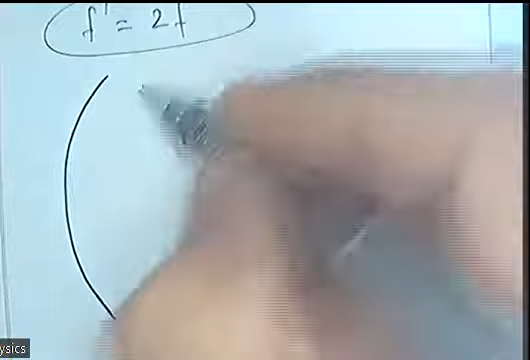 f' = 2f
ysics